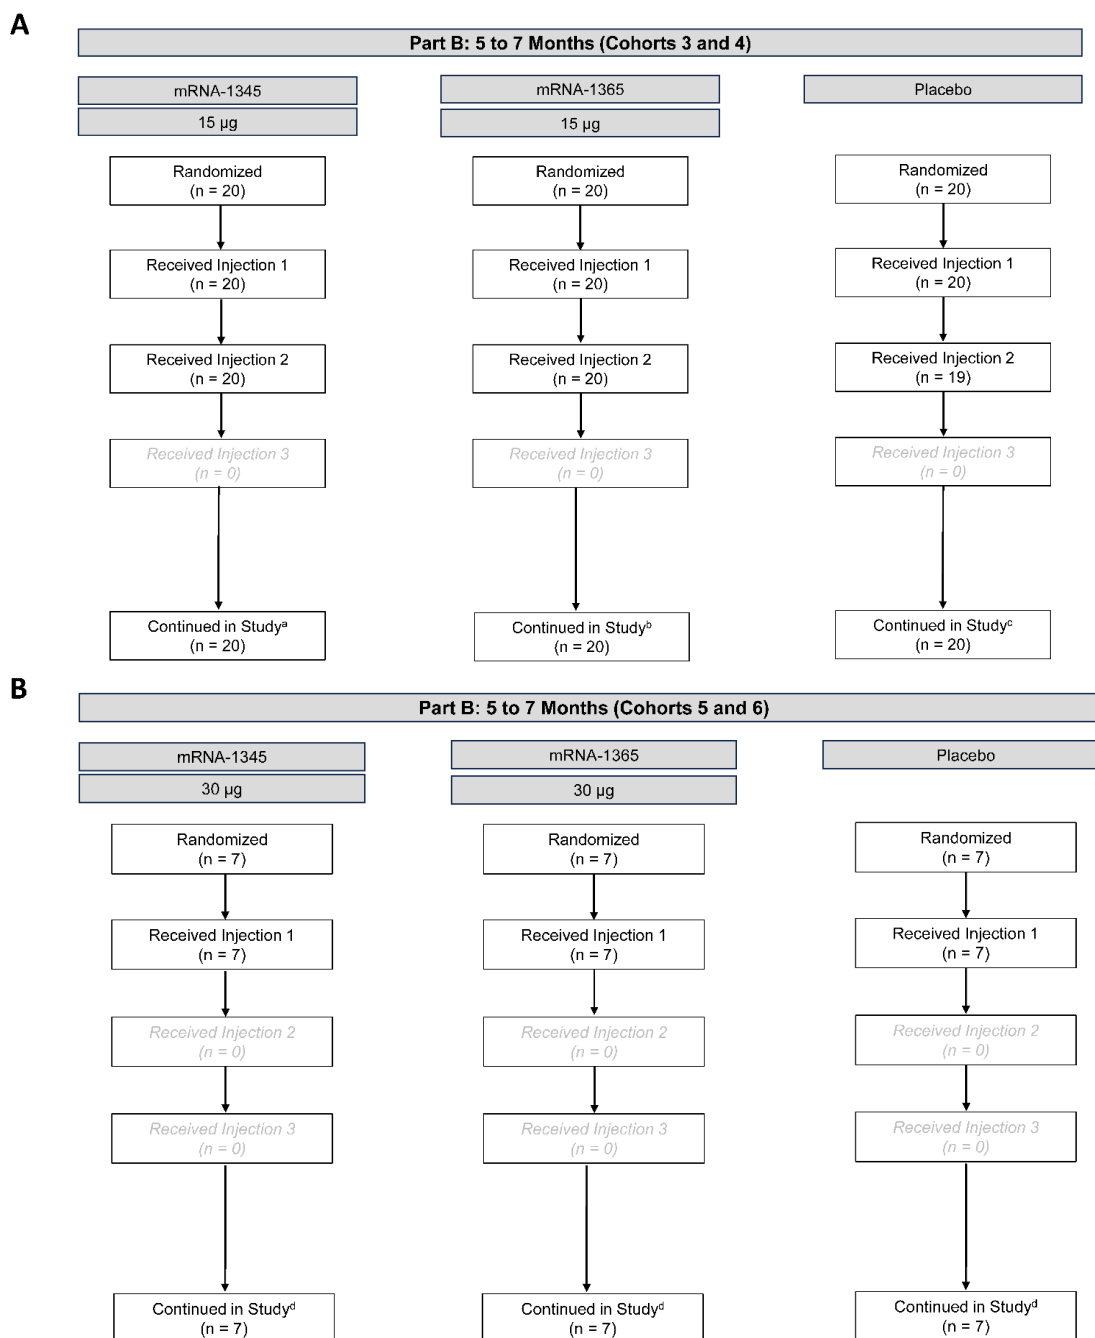 A
Part B: 5 to 7 Months (Cohorts 3 and 4)
mRNA-1345
mRNA-1365
Placebo
15 µg
15 µg
Randomized
(n = 20)
Randomized
(n = 20)
Randomized
(n = 20)
Received Injection 1
(n = 20)
Received Injection 1
(n = 20)
Received Injection 1
(n = 20)
Received Injection 2
(n = 20)
Received Injection 2
(n = 20)
Received Injection 2
(n = 19)
Received Injection 3
(n = 0)
Received Injection 3
(n = 0)
Received Injection 3
(n = 0)
Continued in Studyᵃ
(n = 20)
Continued in Studyᵇ
(n = 20)
Continued in Studyᶜ
(n = 20)
B
Part B: 5 to 7 Months (Cohorts 5 and 6)
mRNA-1345
mRNA-1365
Placebo
30 µg
30 µg
Randomized
(n = 7)
Randomized
(n = 7)
Randomized
(n = 7)
Received Injection 1
(n = 7)
Received Injection 1
(n = 7)
Received Injection 1
(n = 7)
Received Injection 2
(n = 0)
Received Injection 2
(n = 0)
Received Injection 2
(n = 0)
Received Injection 3
(n = 0)
Received Injection 3
(n = 0)
Received Injection 3
(n = 0)
Continued in Studyᵈ
(n = 7)
Continued in Studyᵈ
(n = 7)
Continued in Studyᵈ
(n = 7)